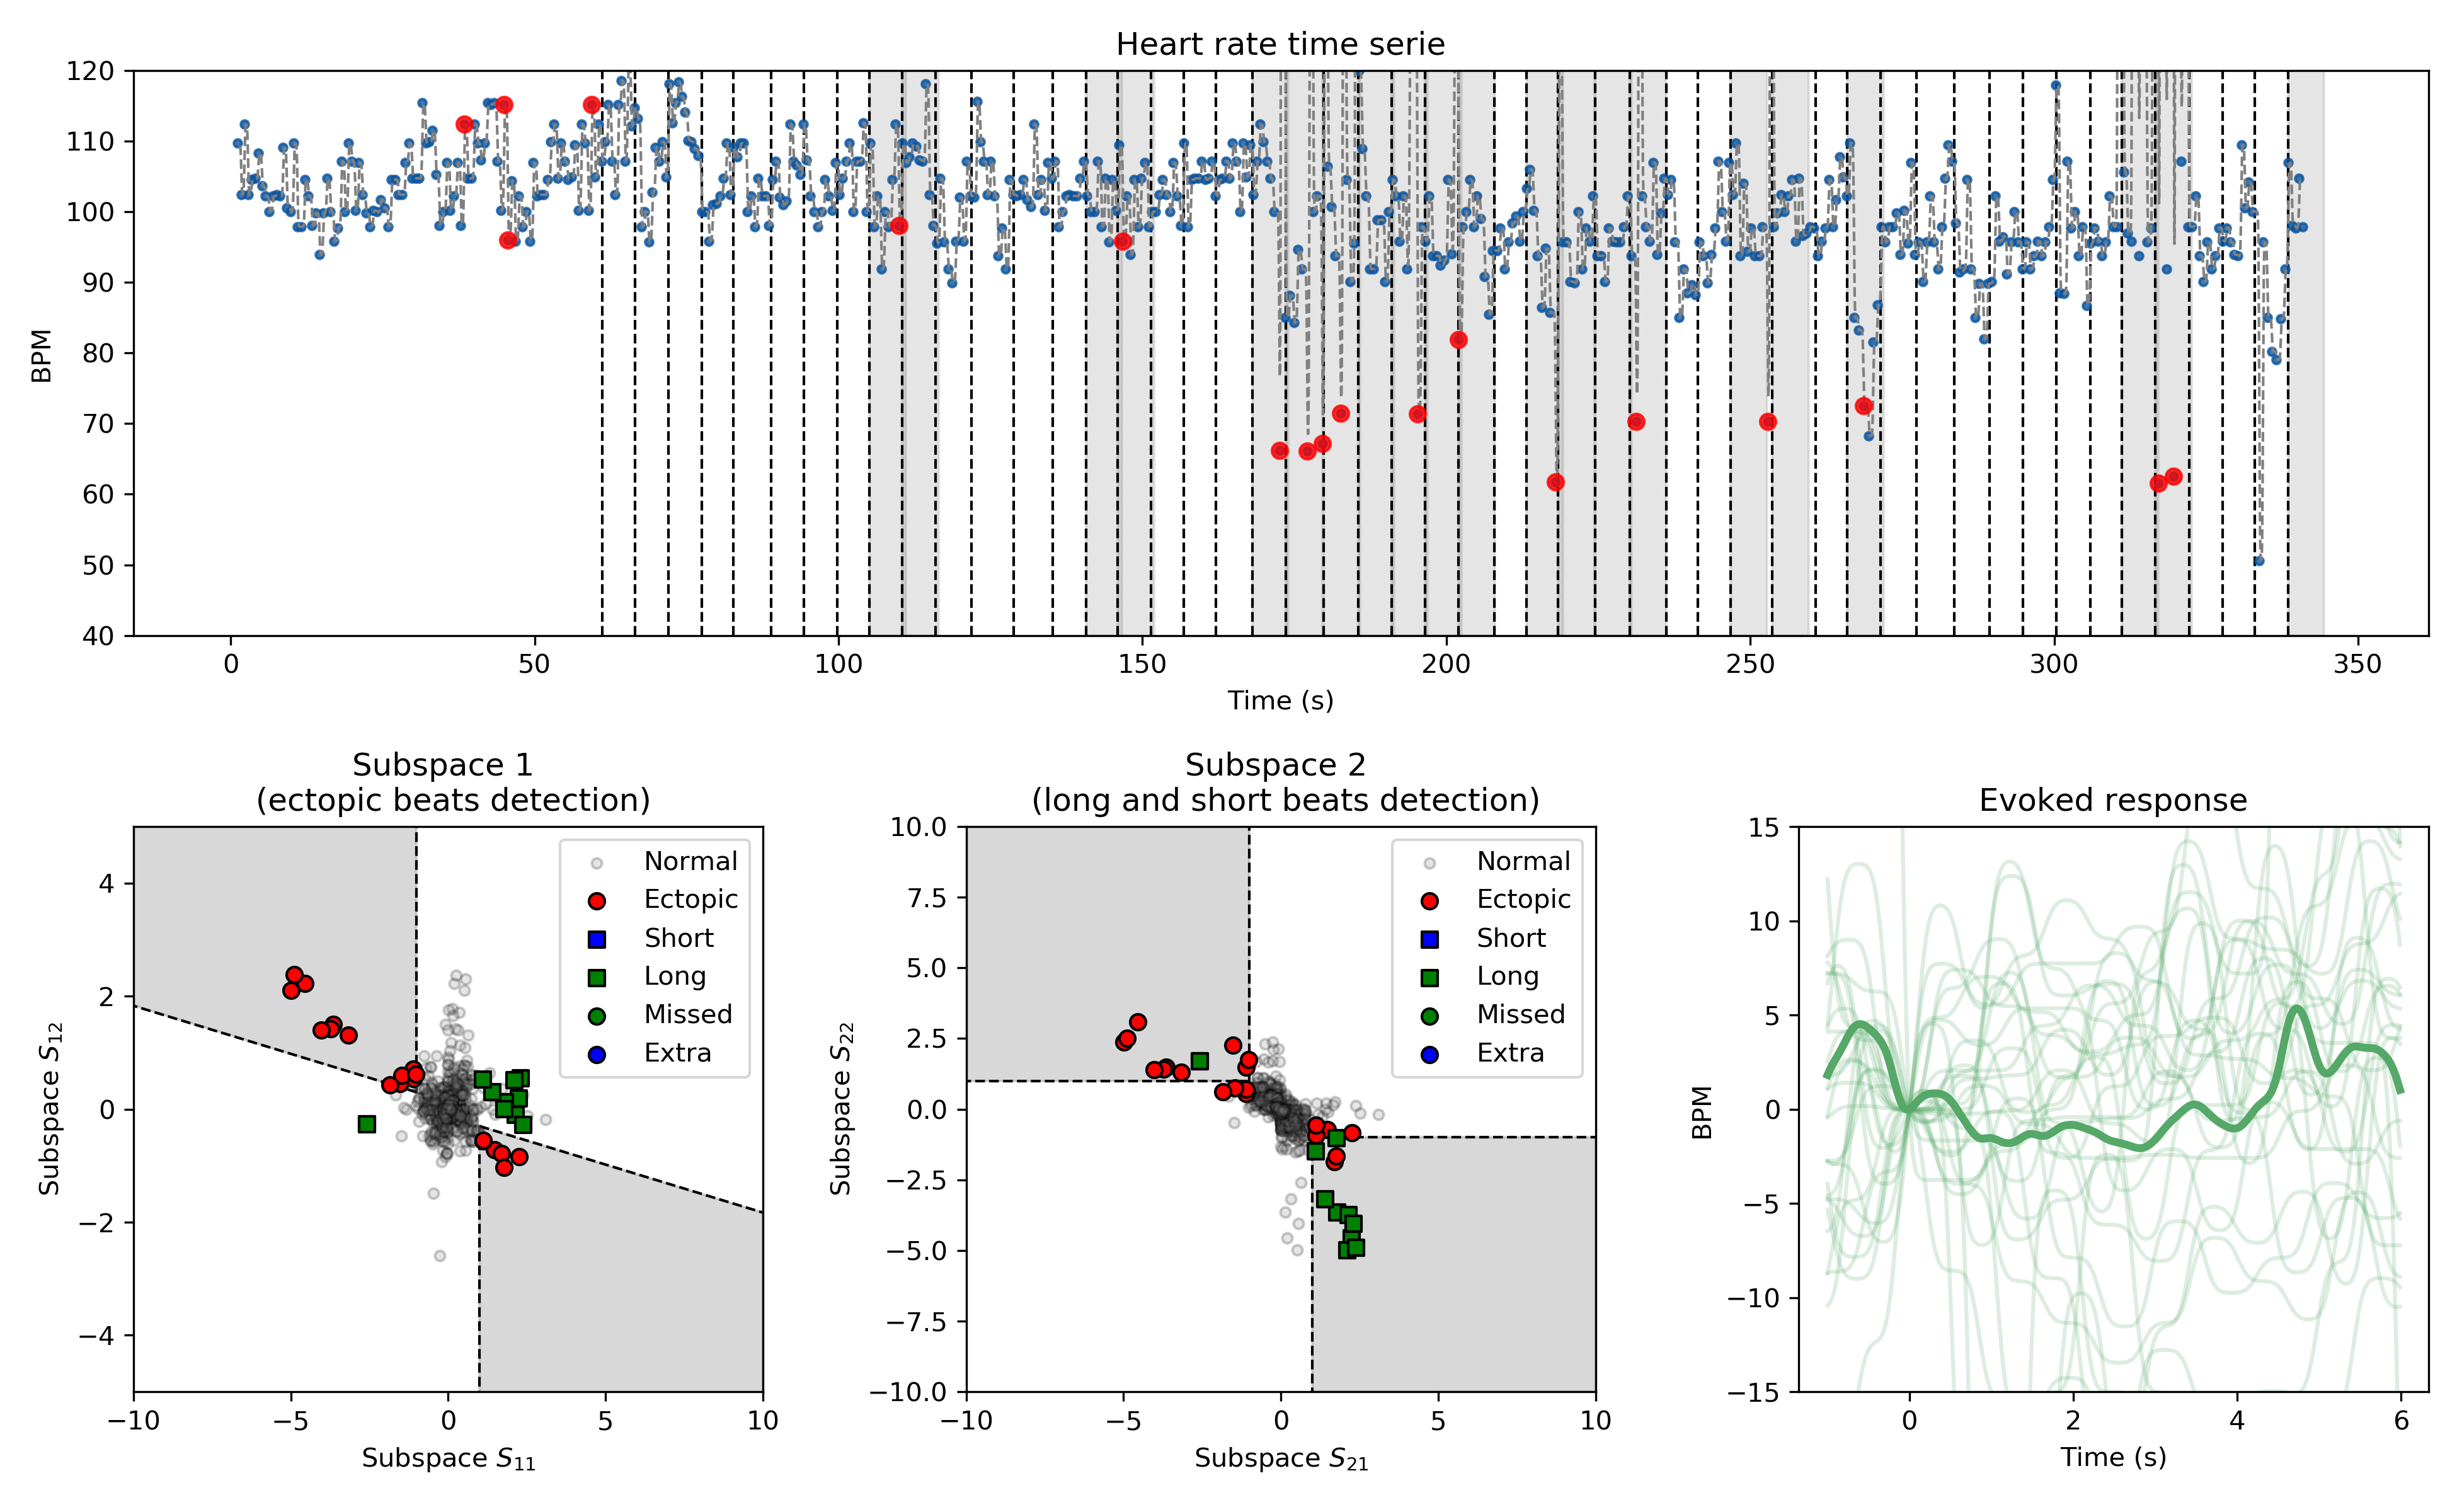 Heart rate time serie
120
110
100
90
80
70
60
50
40
BPM
0 50 100 150 200 250 300 350
Time (s)
Subspace 1
(ectopic beats detection)
4
2
0
−2
−4
Subspace S₁₂
−10 −5 0 5 10
Subspace S₁₁
Normal
Ectopic
Short
Long
Missed
Extra
Subspace 2
(long and short beats detection)
10.0
7.5
5.0
2.5
0.0
−2.5
−5.0
−7.5
−10.0
Subspace S₂₂
−10 −5 0 5 10
Subspace S₂₁
Normal
Ectopic
Short
Long
Missed
Extra
Evoked response
15
10
5
0
−5
−10
−15
BPM
0 2 4 6
Time (s)